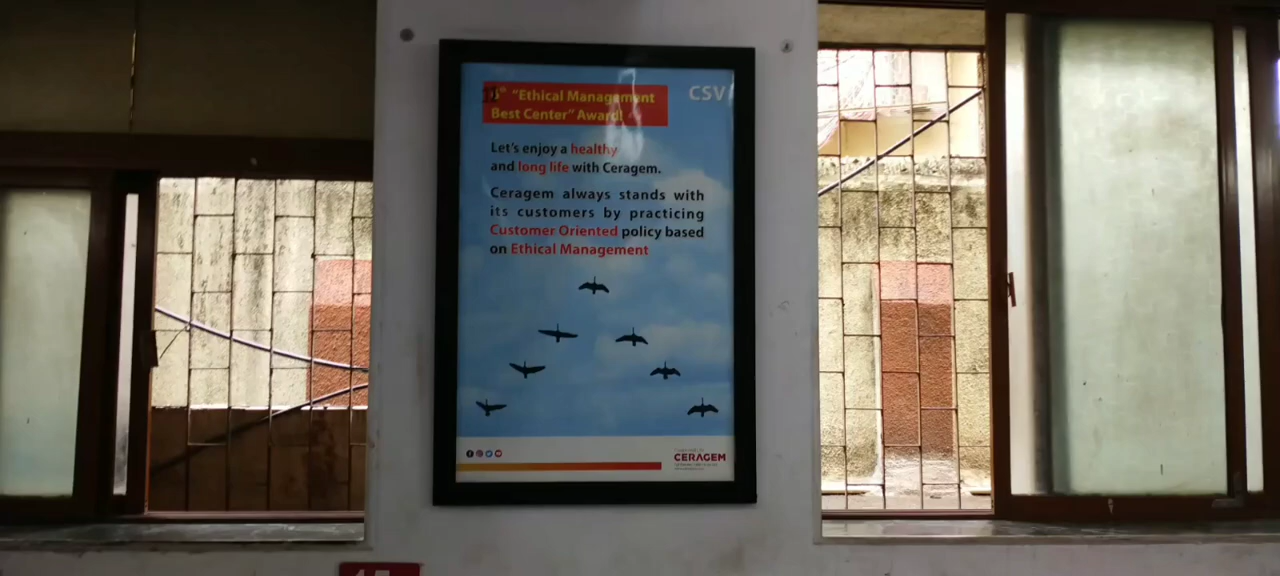 "Ethical Management
Best Center" Award!
CSV
Let's enjoy a healthy
and long life with Ceragem.
Ceragem always stands with
its customers by practicing
Customer Oriented policy based
on Ethical Management
CERAGEM